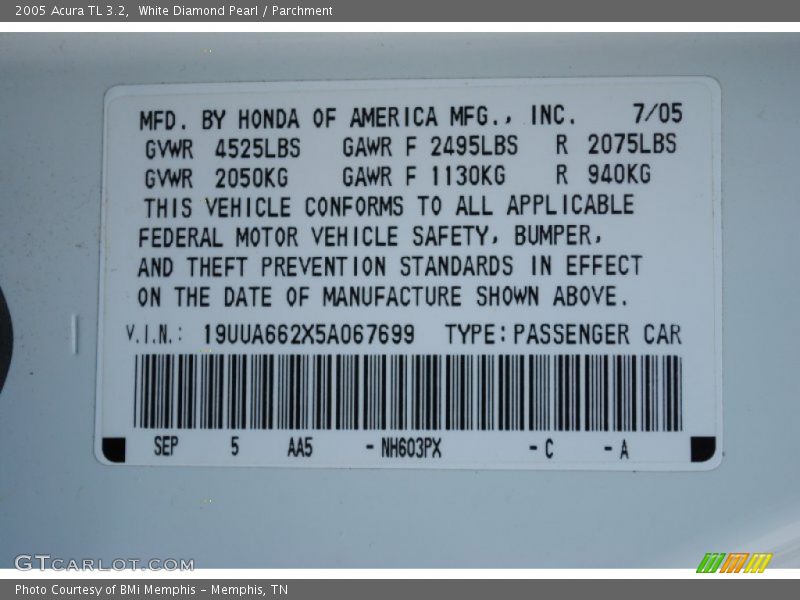 2005 Acura TL 3.2, White Diamond Pearl / Parchment
MFD. BY HONDA OF AMERICA MFG., INC. 7/05
GVWR 4525LBS GAWR F 2495LBS R 2075LBS
GVWR 2050KG GAWR F 1130KG R 940KG
THIS VEHICLE CONFORMS TO ALL APPLICABLE
FEDERAL MOTOR VEHICLE SAFETY, BUMPER,
AND THEFT PREVENTION STANDARDS IN EFFECT
ON THE DATE OF MANUFACTURE SHOWN ABOVE.
V.I.N.: 19UUA662X5A067699 TYPE:PASSENGER CAR
SEP 5 AA5 -NH603PX -C -A
GTCARLOT.COM
Photo Courtesy of BMi Memphis - Memphis, TN